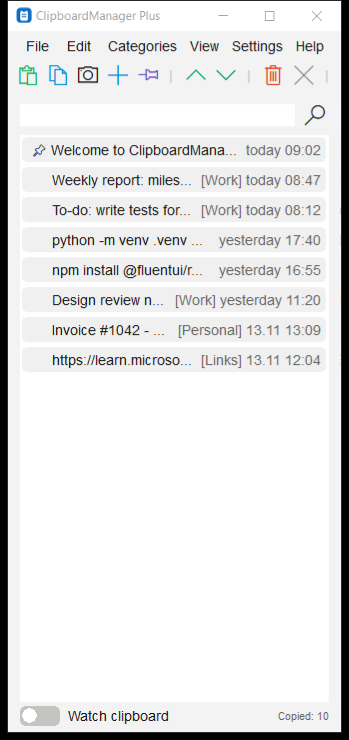 ClipboardManager Plus
File Edit Categories View Settings Help
Welcome to ClipboardMana... today 09:02
Weekly report: miles... [Work] today 08:47
To-do: write tests for... [Work] today 08:12
python -m venv .venv ... yesterday 17:40
npm install @fluentui/r... yesterday 16:55
Design review n... [Work] yesterday 11:20
Invoice #1042 - ... [Personal] 13.11 13:09
https://learn.microso... [Links] 13.11 12:04
Watch clipboard Copied: 10